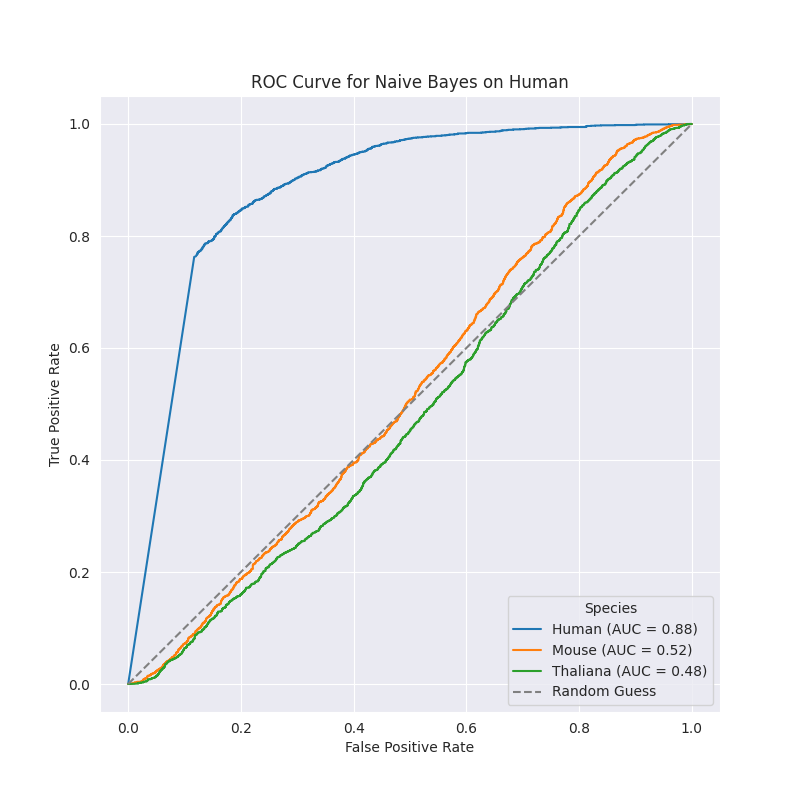 ROC Curve for Naive Bayes on Human
True Positive Rate
1.0
0.8
0.6
0.4
0.2
0.0
Species
Human (AUC = 0.88)
Mouse (AUC = 0.52)
Thaliana (AUC = 0.48)
Random Guess
0.0 0.2 0.4 0.6 0.8 1.0
False Positive Rate